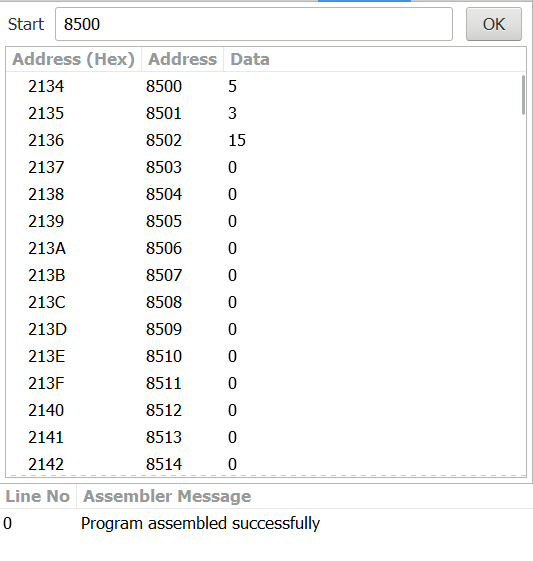 Start 8500 OK
Address (Hex) Address Data
2134 8500 5
2135 8501 3
2136 8502 15
2137 8503 0
2138 8504 0
2139 8505 0
213A 8506 0
213B 8507 0
213C 8508 0
213D 8509 0
213E 8510 0
213F 8511 0
2140 8512 0
2141 8513 0
2142 8514 0
Line No Assembler Message
0 Program assembled successfully